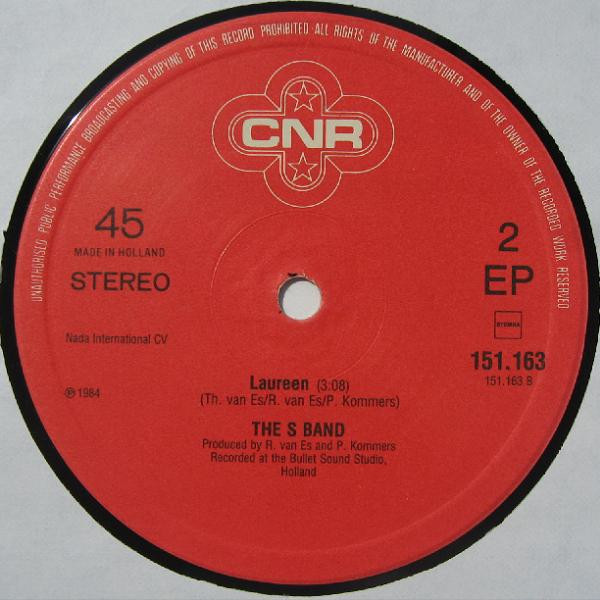 UNAUTHORISED PUBLIC PERFORMANCE BROADCASTING AND COPYING OF THIS RECORD PROHIBITED ALL RIGHTS OF THE MANUFACTURER AND OF THE OWNER OF THE RECORDED WORK RESERVED
CNR
45
MADE IN HOLLAND
STEREO
2
EP
STEMRA
151.163
151.163 B
Nada International CV
℗ 1984
Laureen (3:08)
(Th. van Es/R. van Es/P. Kommers)
THE S BAND
Produced by R. van Es and P. Kommers
Recorded at the Bullet Sound Studio,
Holland